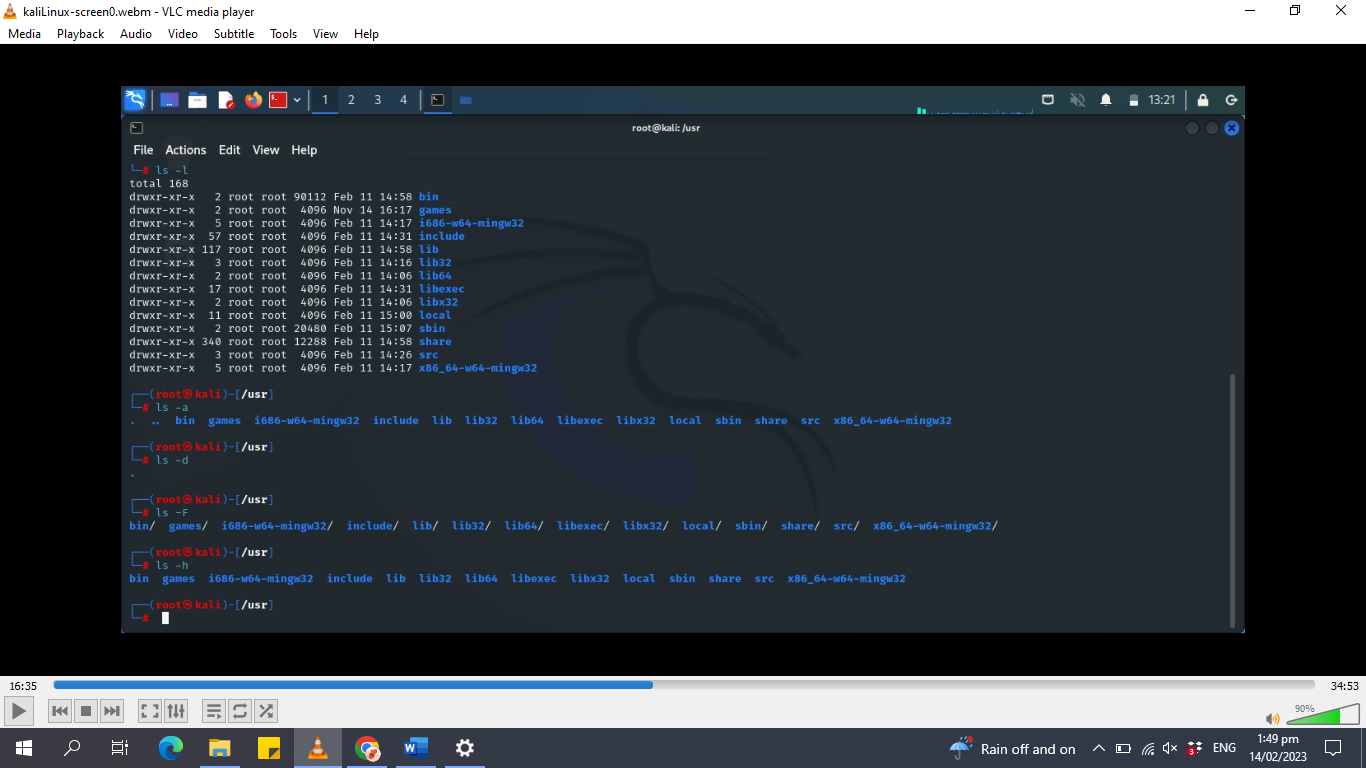 kaliLinux-screen0.webm - VLC media player
Media Playback Audio Video Subtitle Tools View Help
1 2 3 4 13:21
root@kali: /usr
File Actions Edit View Help
└─# ls -l
total 168
drwxr-xr-x   2 root root 90112 Feb 11 14:58 bin
drwxr-xr-x   2 root root  4096 Nov 14 16:17 games
drwxr-xr-x   5 root root  4096 Feb 11 14:17 i686-w64-mingw32
drwxr-xr-x  57 root root  4096 Feb 11 14:31 include
drwxr-xr-x 117 root root  4096 Feb 11 14:58 lib
drwxr-xr-x   3 root root  4096 Feb 11 14:16 lib32
drwxr-xr-x   2 root root  4096 Feb 11 14:06 lib64
drwxr-xr-x  17 root root  4096 Feb 11 14:31 libexec
drwxr-xr-x   2 root root  4096 Feb 11 14:06 libx32
drwxr-xr-x  11 root root  4096 Feb 11 15:00 local
drwxr-xr-x   2 root root 20480 Feb 11 15:07 sbin
drwxr-xr-x 340 root root 12288 Feb 11 14:58 share
drwxr-xr-x   3 root root  4096 Feb 11 14:26 src
drwxr-xr-x   5 root root  4096 Feb 11 14:17 x86_64-w64-mingw32
┌──(root㉿kali)-[/usr]
└─# ls -a
.  ..  bin  games  i686-w64-mingw32  include  lib  lib32  lib64  libexec  libx32  local  sbin  share  src  x86_64-w64-mingw32
┌──(root㉿kali)-[/usr]
└─# ls -d
.
┌──(root㉿kali)-[/usr]
└─# ls -F
bin/  games/  i686-w64-mingw32/  include/  lib/  lib32/  lib64/  libexec/  libx32/  local/  sbin/  share/  src/  x86_64-w64-mingw32/
┌──(root㉿kali)-[/usr]
└─# ls -h
bin  games  i686-w64-mingw32  include  lib  lib32  lib64  libexec  libx32  local  sbin  share  src  x86_64-w64-mingw32
┌──(root㉿kali)-[/usr]
└─#
16:35 34:53
90%
Rain off and on ENG 1:49 pm
14/02/2023